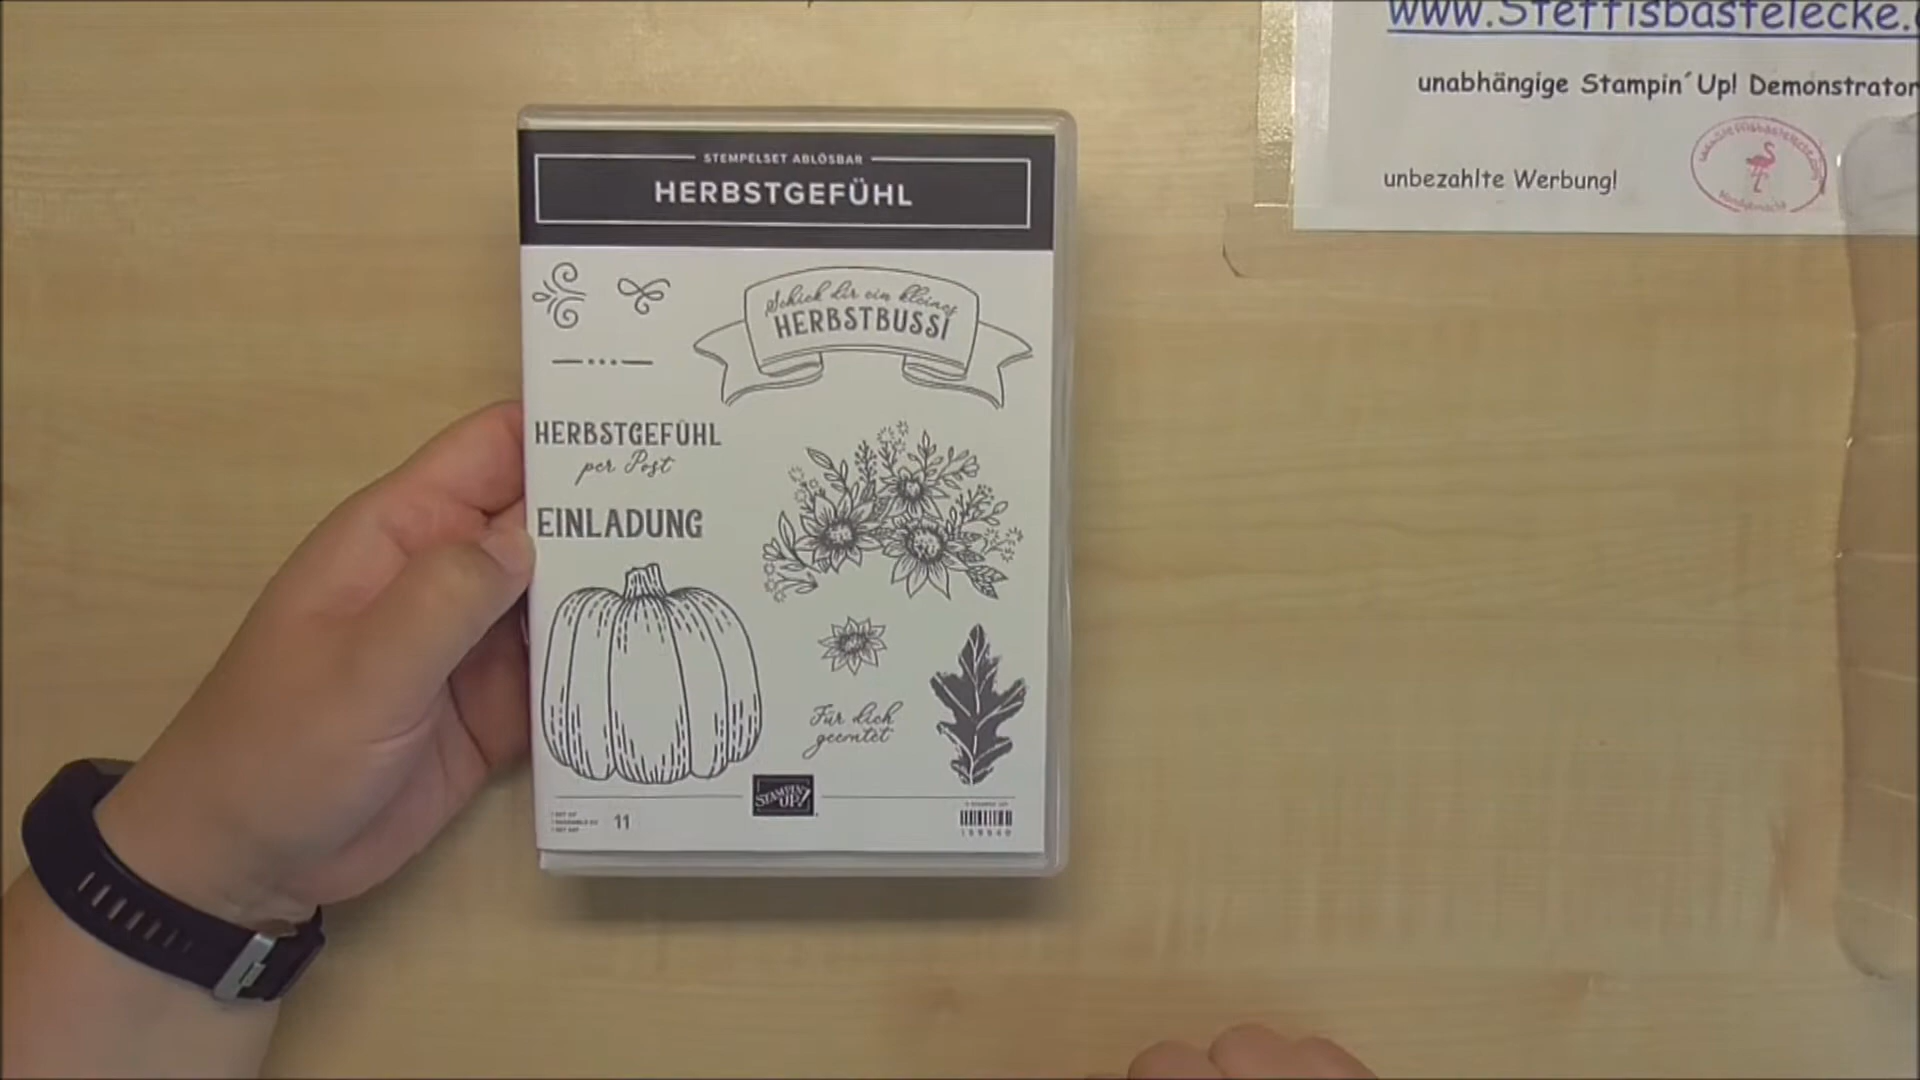 www.Steffisbastelecke.
unabhängige Stampin´Up! Demonstrator
unbezahlte Werbung!
STEMPELSET ABLÖSBAR
HERBSTGEFÜHL
Schick dir ein kleines
HERBSTBUSSI
HERBSTGEFÜHL
per Post
EINLADUNG
Für dich
geerntet
STAMPIN'
UP!
11